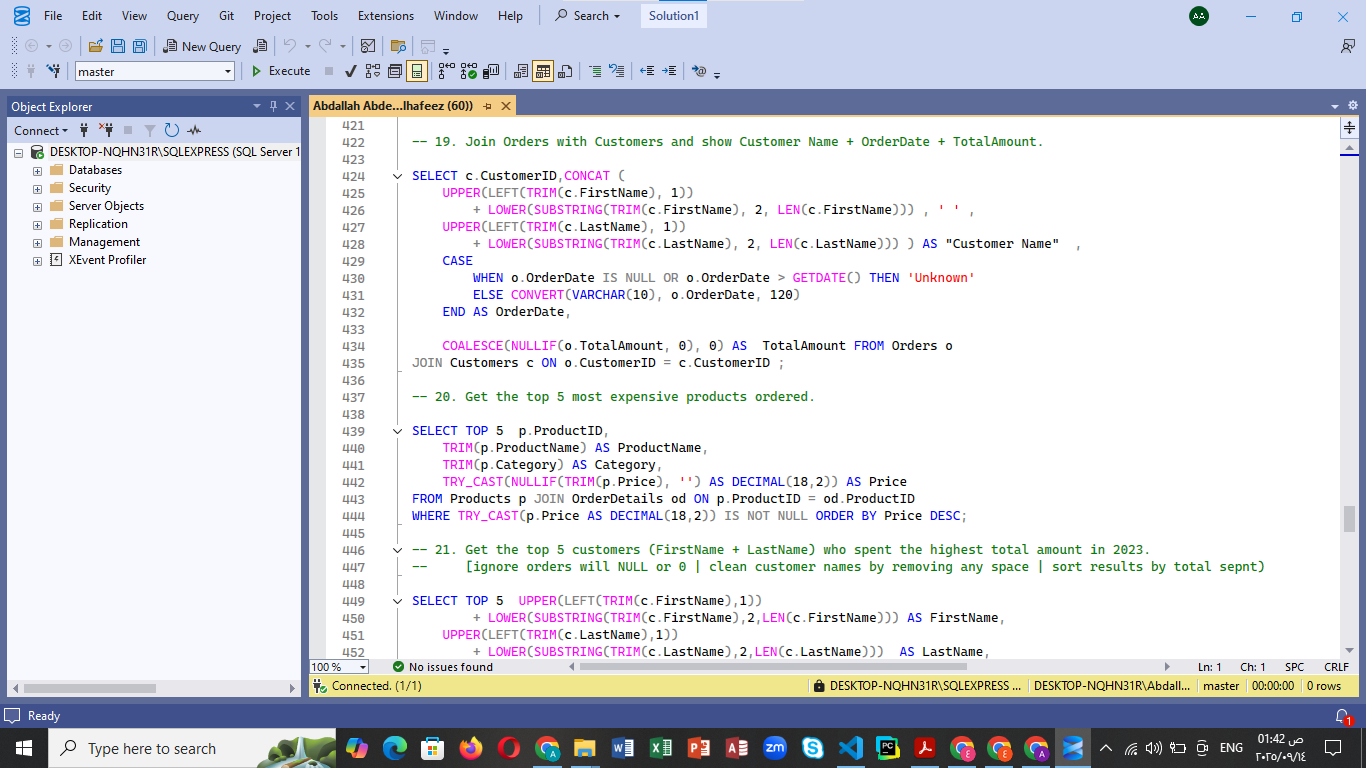 File Edit View Query Git Project Tools Extensions Window Help Search Solution1 AA
New Query
master Execute
Object Explorer
Connect
DESKTOP-NQHN31R\SQLEXPRESS (SQL Server 1
Databases
Security
Server Objects
Replication
Management
XEvent Profiler
Abdallah Abde...lhafeez (60))
421
422 -- 19. Join Orders with Customers and show Customer Name + OrderDate + TotalAmount.
423
424 SELECT c.CustomerID,CONCAT (
425 UPPER(LEFT(TRIM(c.FirstName), 1))
426 + LOWER(SUBSTRING(TRIM(c.FirstName), 2, LEN(c.FirstName))) , ' ' ,
427 UPPER(LEFT(TRIM(c.LastName), 1))
428 + LOWER(SUBSTRING(TRIM(c.LastName), 2, LEN(c.LastName))) ) AS "Customer Name" ,
429 CASE
430 WHEN o.OrderDate IS NULL OR o.OrderDate > GETDATE() THEN 'Unknown'
431 ELSE CONVERT(VARCHAR(10), o.OrderDate, 120)
432 END AS OrderDate,
433
434 COALESCE(NULLIF(o.TotalAmount, 0), 0) AS TotalAmount FROM Orders o
435 JOIN Customers c ON o.CustomerID = c.CustomerID ;
436
437 -- 20. Get the top 5 most expensive products ordered.
438
439 SELECT TOP 5 p.ProductID,
440 TRIM(p.ProductName) AS ProductName,
441 TRIM(p.Category) AS Category,
442 TRY_CAST(NULLIF(TRIM(p.Price), '') AS DECIMAL(18,2)) AS Price
443 FROM Products p JOIN OrderDetails od ON p.ProductID = od.ProductID
444 WHERE TRY_CAST(p.Price AS DECIMAL(18,2)) IS NOT NULL ORDER BY Price DESC;
445
446 -- 21. Get the top 5 customers (FirstName + LastName) who spent the highest total amount in 2023.
447 -- [ignore orders will NULL or 0 | clean customer names by removing any space | sort results by total sepnt)
448
449 SELECT TOP 5 UPPER(LEFT(TRIM(c.FirstName),1))
450 + LOWER(SUBSTRING(TRIM(c.FirstName),2,LEN(c.FirstName))) AS FirstName,
451 UPPER(LEFT(TRIM(c.LastName),1))
452 + LOWER(SUBSTRING(TRIM(c.LastName),2,LEN(c.LastName))) AS LastName,
100 % No issues found Ln: 1 Ch: 1 SPC CRLF
Connected. (1/1) DESKTOP-NQHN31R\SQLEXPRESS ... DESKTOP-NQHN31R\Abdall... master 00:00:00 0 rows
Ready 1
Type here to search zm PC E E A ENG 01:42 ص
٢٠٢٥/٠٩/١٤